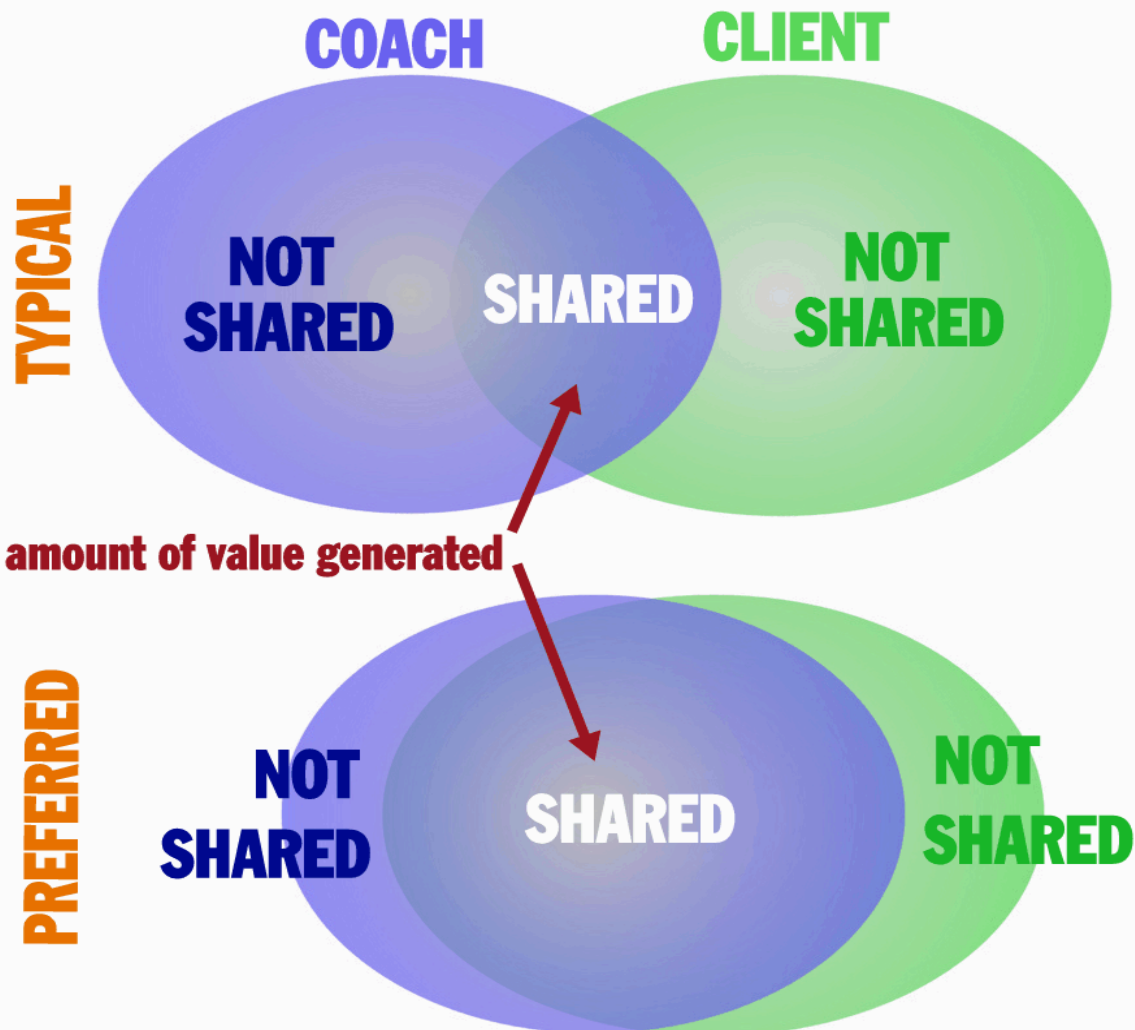 COACH
CLIENT
TYPICAL
NOT
SHARED
SHARED
NOT
SHARED
amount of value generated
PREFERRED
NOT
SHARED
SHARED
NOT
SHARED